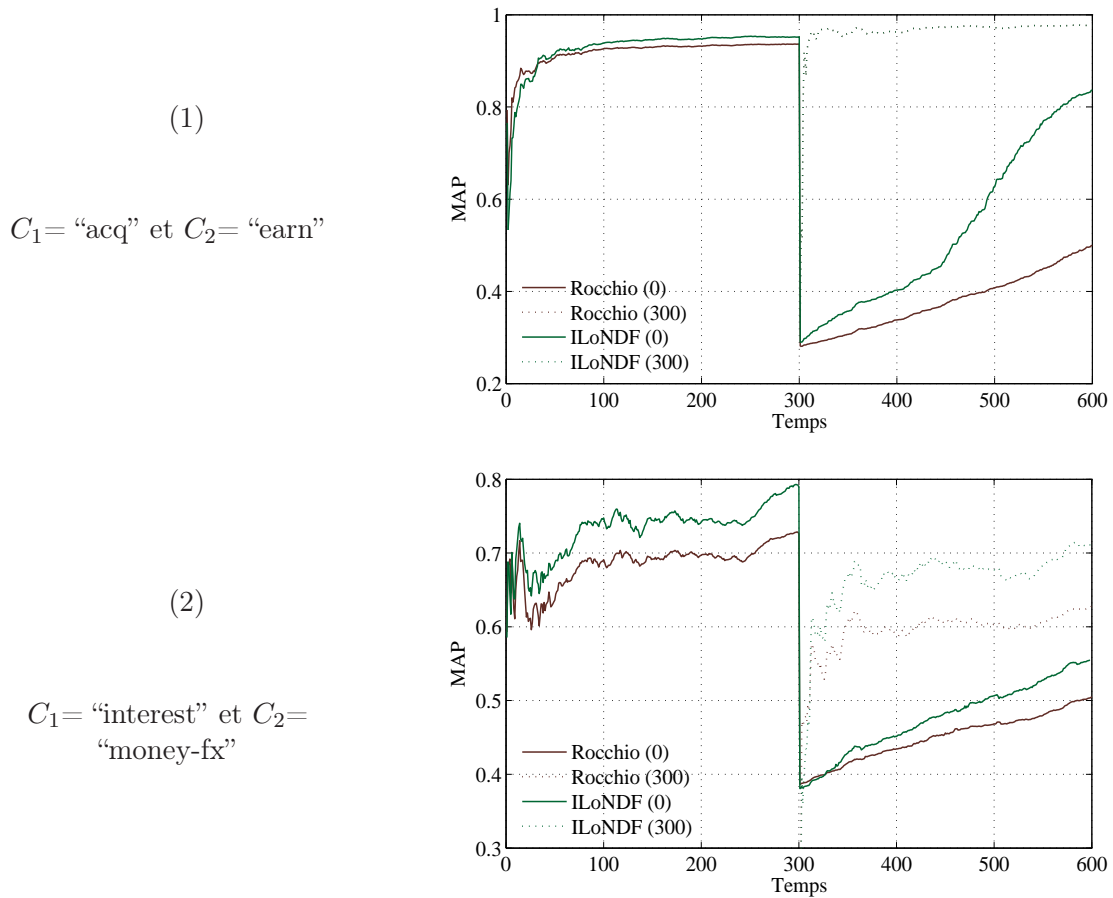 (1)
C₁= “acq” et C₂= “earn”
1
0.8
0.6
0.4
0.2
MAP
Rocchio (0)
Rocchio (300)
ILoNDF (0)
ILoNDF (300)
0 100 200 300 400 500 600
Temps
(2)
C₁= “interest” et C₂=
“money-fx”
0.8
0.7
0.6
0.5
0.4
0.3
MAP
Rocchio (0)
Rocchio (300)
ILoNDF (0)
ILoNDF (300)
0 100 200 300 400 500 600
Temps